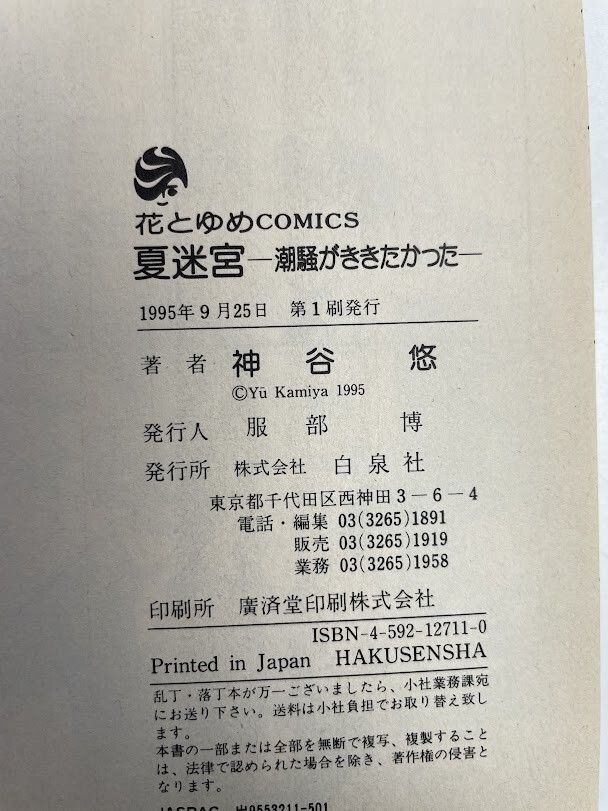 花とゆめCOMICS
夏迷宮―潮騒がききたかった―
1995年9月25日 第1刷発行
著者 神谷 悠
©Yū Kamiya 1995
発行人 服部 博
発行所 株式会社 白泉社
東京都千代田区西神田3-6-4
電話・編集 03(3265)1891
販売 03(3265)1919
業務 03(3265)1958
印刷所 廣済堂印刷株式会社
ISBN-4-592-12711-0
Printed in Japan HAKUSENSHA
乱丁・落丁本が万一ございましたら、小社業務課宛
にお送り下さい。送料は小社負担でお取り替え致し
ます。
本書の一部または全部を無断で複写、複製すること
は、法律で認められた場合を除き、著作権の侵害と
なります。
JASRAC 出9553211-501